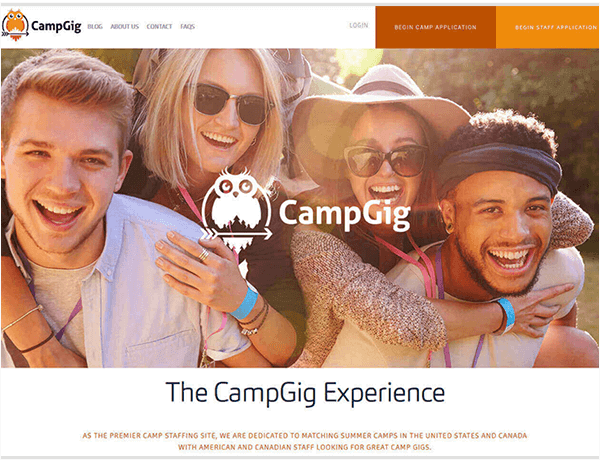 CampGig BLOG ABOUT US CONTACT FAQS LOGIN BEGIN CAMP APPLICATION BEGIN STAFF APPLICATION
CampGig
The CampGig Experience
AS THE PREMIER CAMP STAFFING SITE, WE ARE DEDICATED TO MATCHING SUMMER CAMPS IN THE UNITED STATES AND CANADA
WITH AMERICAN AND CANADIAN STAFF LOOKING FOR GREAT CAMP GIGS.